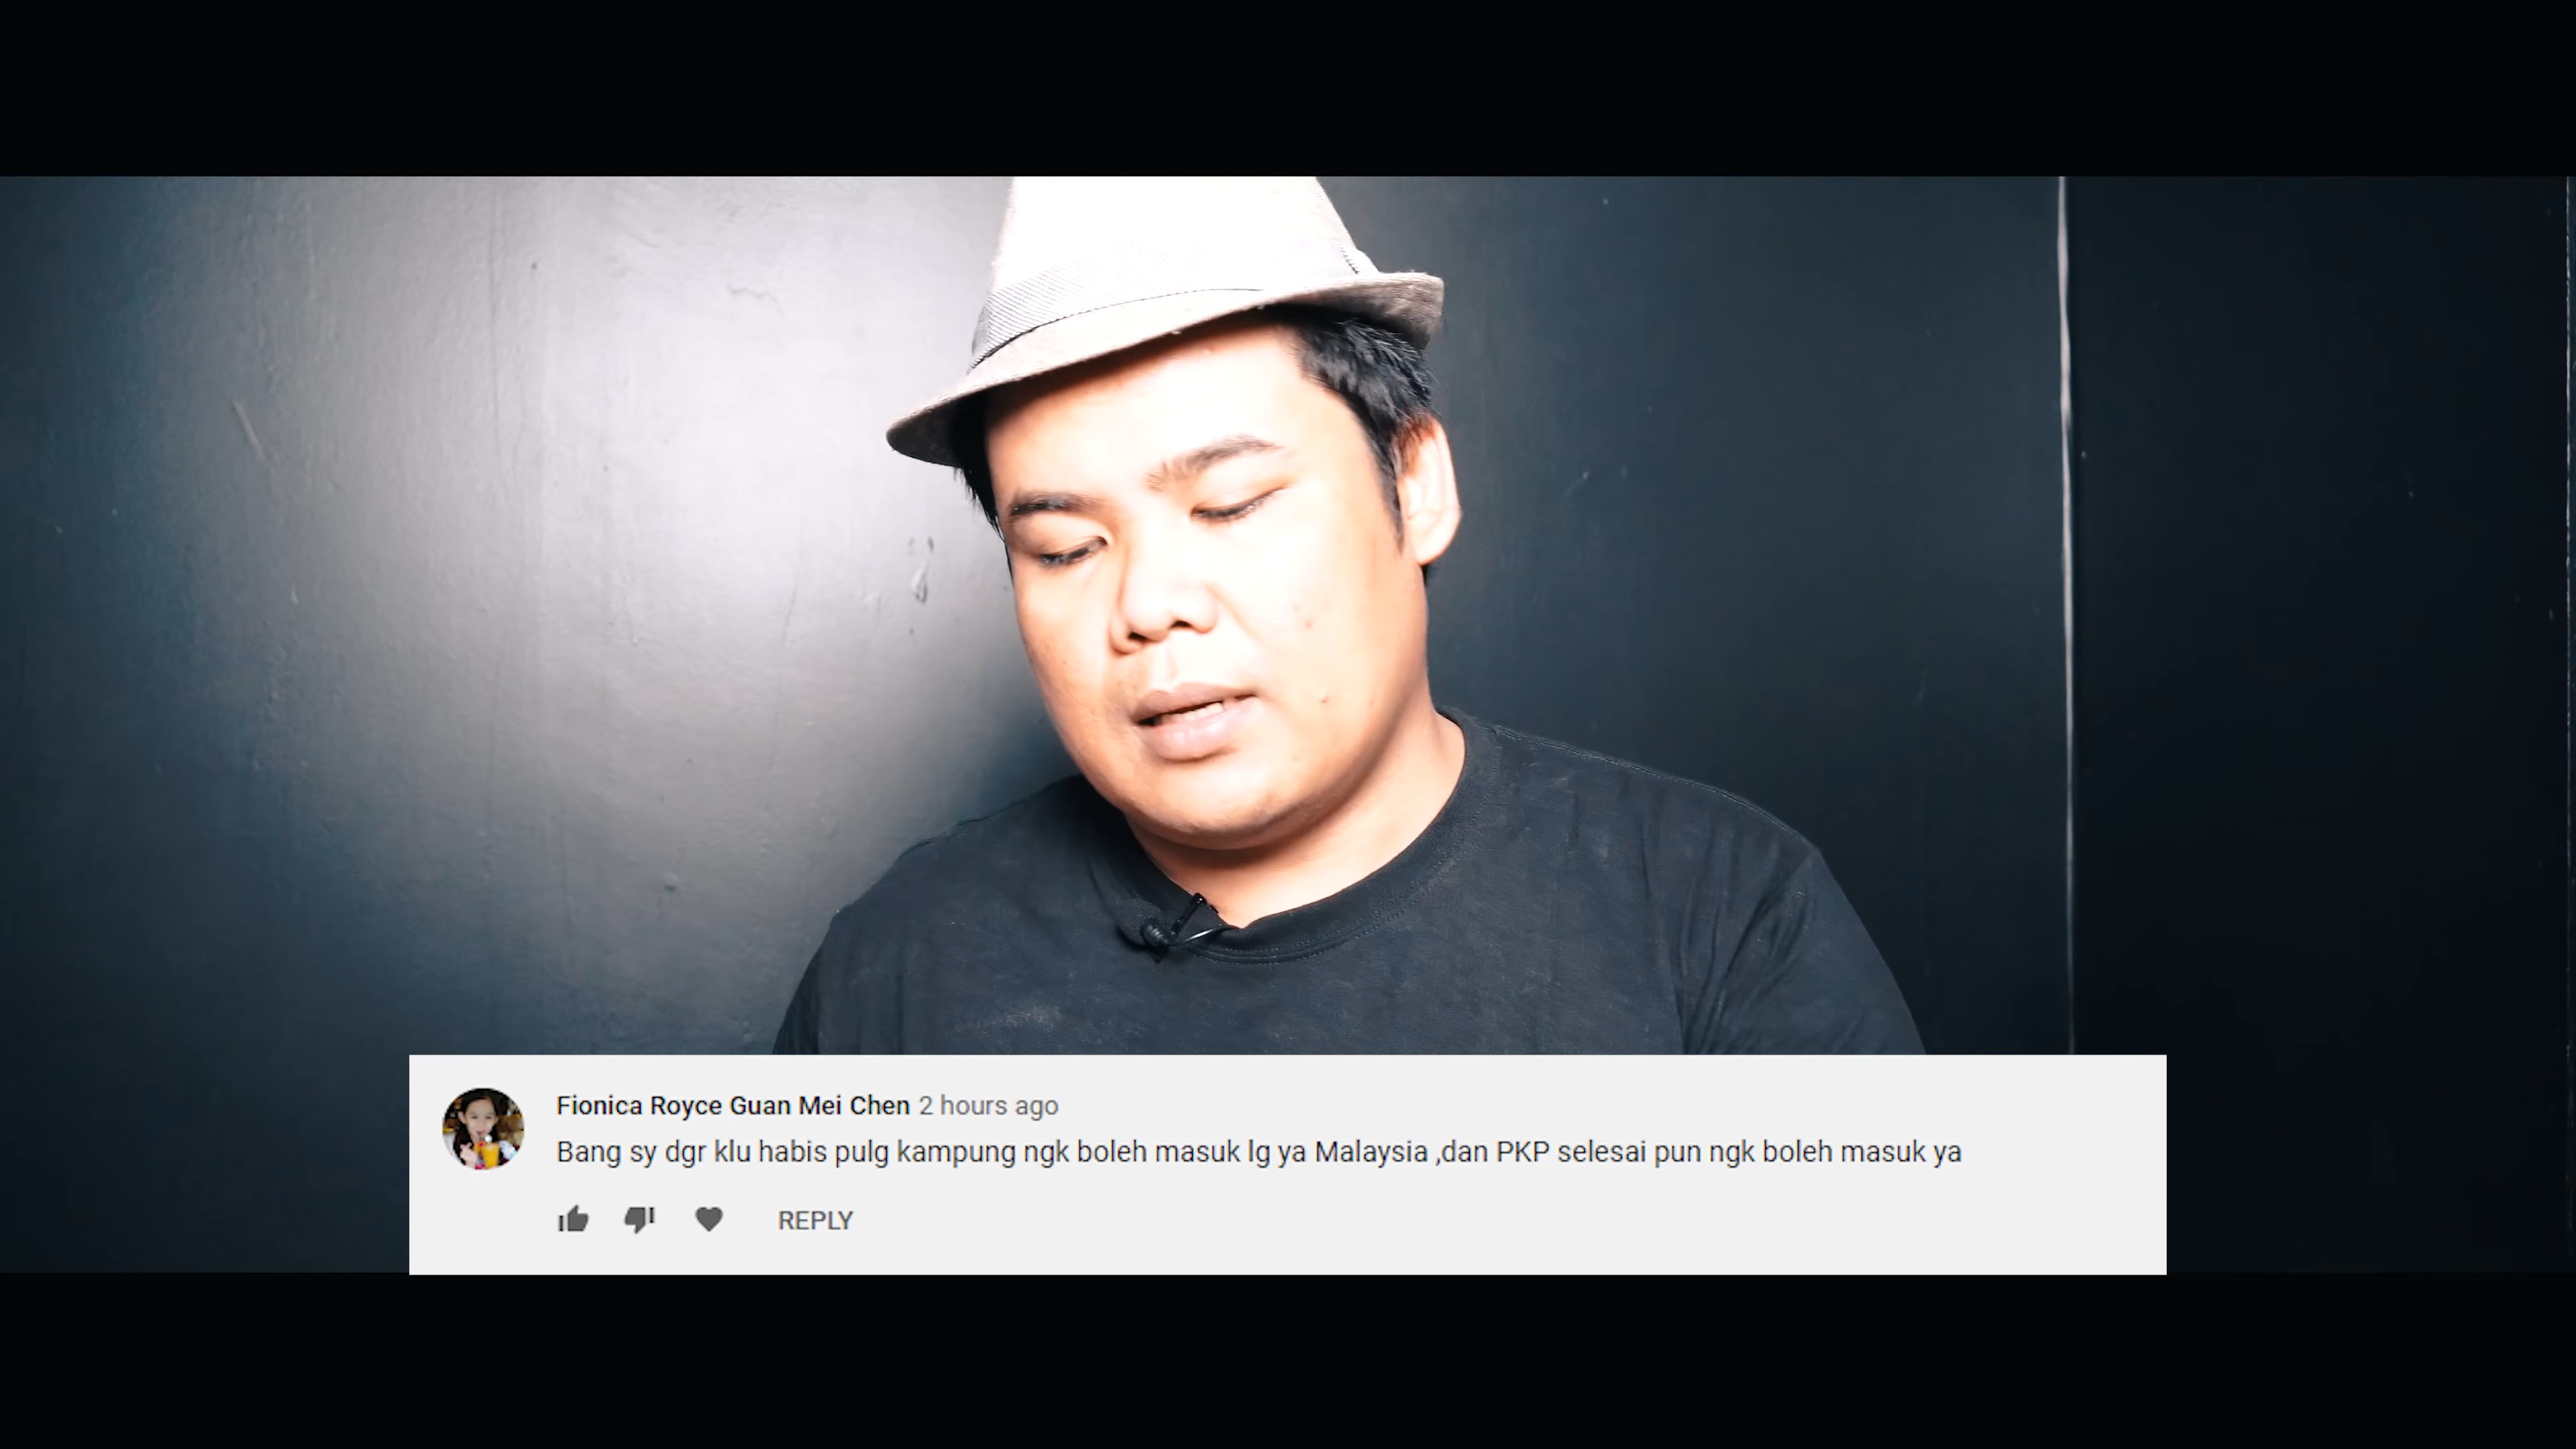 Fionica Royce Guan Mei Chen 2 hours ago
Bang sy dgr klu habis pulg kampung ngk boleh masuk lg ya Malaysia ,dan PKP selesai pun ngk boleh masuk ya
REPLY